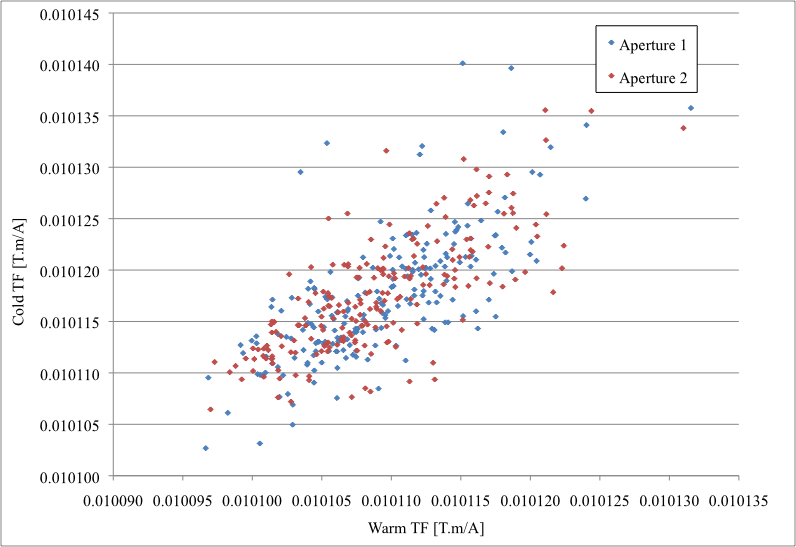 0.010145
0.010140
0.010135
0.010130
0.010125
0.010120
0.010115
0.010110
0.010105
0.010100
Cold TF [T.m/A]
Aperture 1
Aperture 2
0.010090 0.010095 0.010100 0.010105 0.010110 0.010115 0.010120 0.010125 0.010130 0.010135
Warm TF [T.m/A]